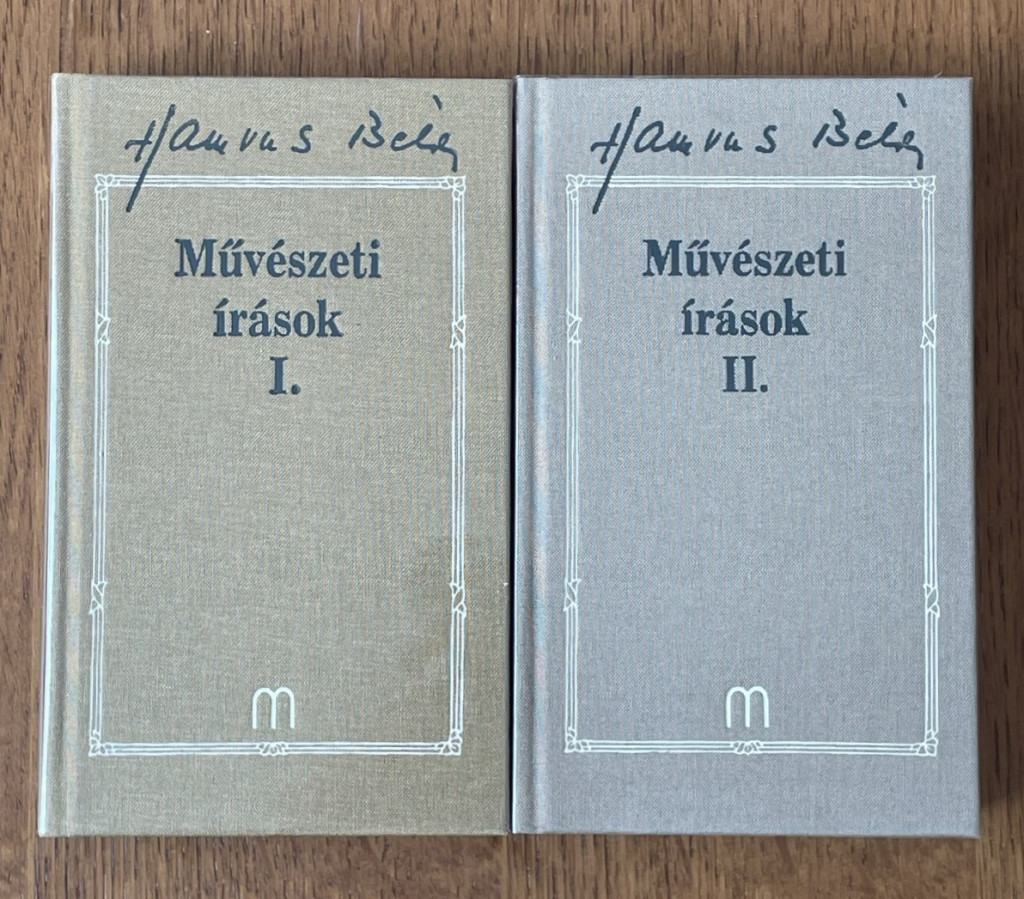 Hamvas Béla
Művészeti
írások
I.
m
Hamvas Béla
Művészeti
írások
II.
m